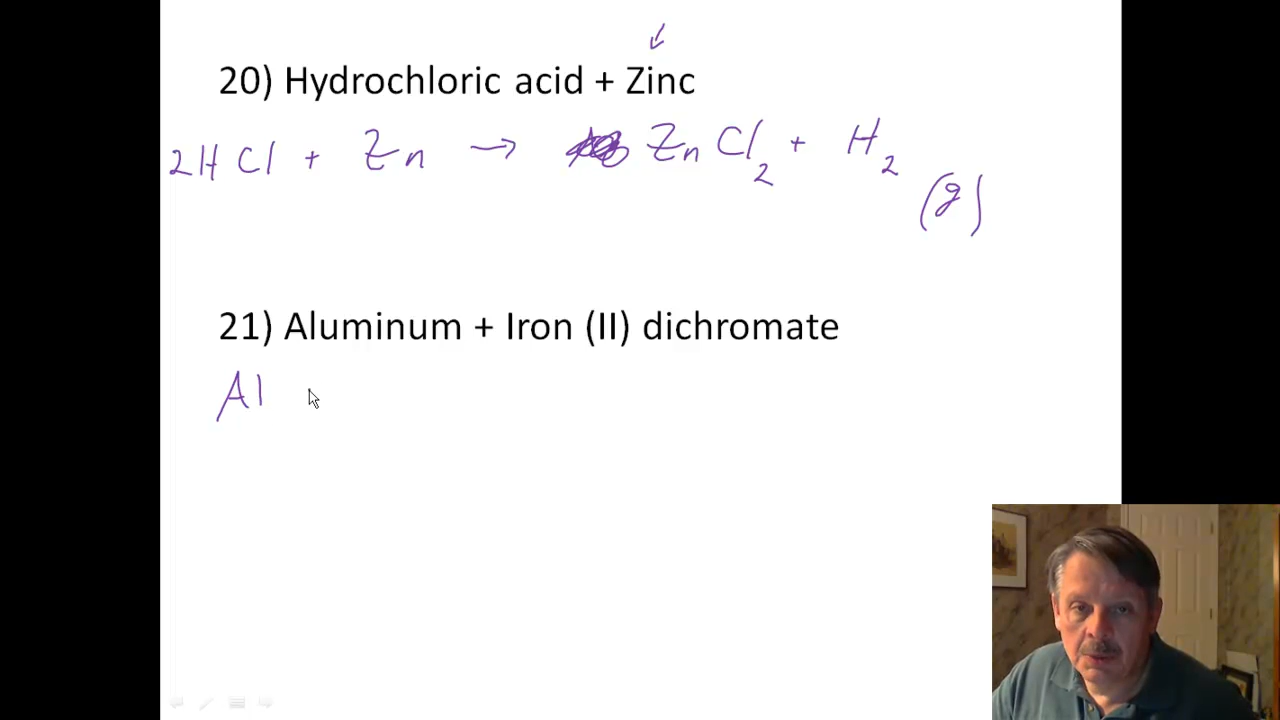 20) Hydrochloric acid + Zinc
2HCl + Zn → ZnCl₂ + H₂
(g)
21) Aluminum + Iron (II) dichromate
Al